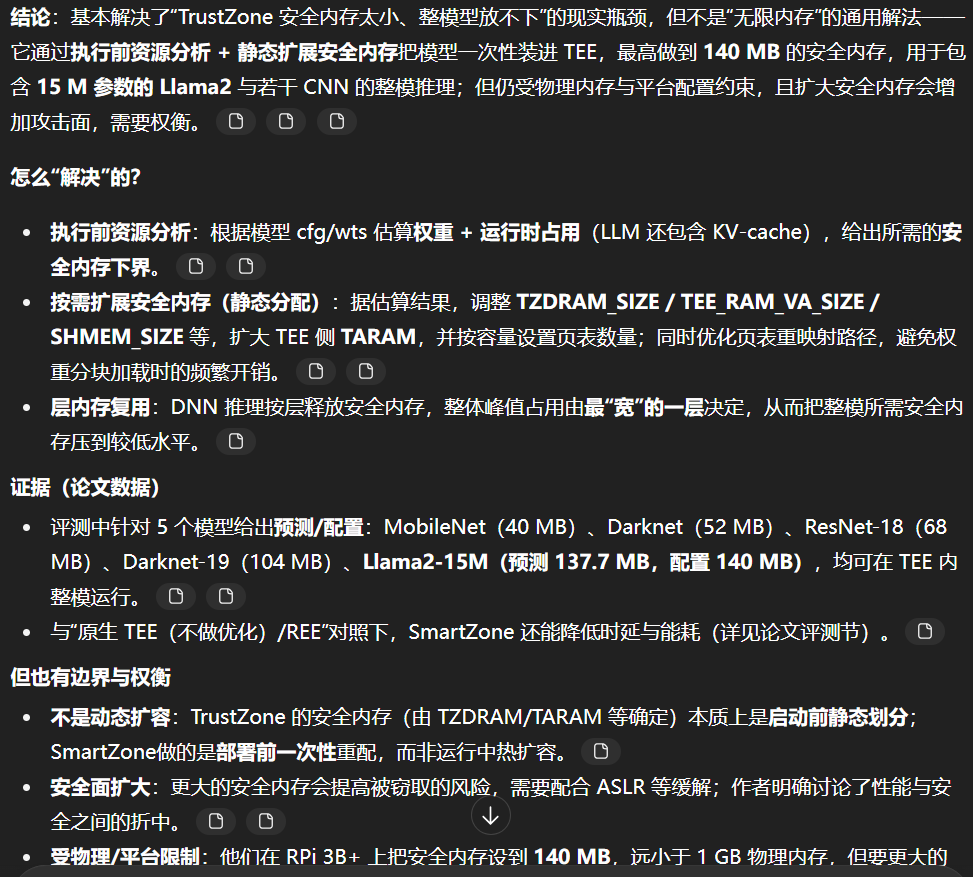 结论：基本解决了“TrustZone 安全内存太小、整模型放不下”的现实瓶颈，但不是“无限内存”的通用解法——
它通过执行前资源分析 + 静态扩展安全内存把模型一次性装进 TEE，最高做到 140 MB 的安全内存，用于包
含 15 M 参数的 Llama2 与若干 CNN 的整模推理；但仍受物理内存与平台配置约束，且扩大安全内存会增
加攻击面，需要权衡。
怎么“解决”的？
• 执行前资源分析：根据模型 cfg/wts 估算权重 + 运行时占用（LLM 还包含 KV-cache），给出所需的安
全内存下界。
• 按需扩展安全内存（静态分配）：据估算结果，调整 TZDRAM_SIZE / TEE_RAM_VA_SIZE /
SHMEM_SIZE 等，扩大 TEE 侧 TARAM，并按容量设置页表数量；同时优化页表重映射路径，避免权
重分块加载时的频繁开销。
• 层内存复用：DNN 推理按层释放安全内存，整体峰值占用由最“宽”的一层决定，从而把整模所需安全内
存压到较低水平。
证据（论文数据）
• 评测中针对 5 个模型给出预测/配置：MobileNet（40 MB）、Darknet（52 MB）、ResNet-18（68
MB）、Darknet-19（104 MB）、Llama2-15M（预测 137.7 MB，配置 140 MB），均可在 TEE 内
整模运行。
• 与“原生 TEE（不做优化）/REE”对照下，SmartZone 还能降低时延与能耗（详见论文评测节）。
但也有边界与权衡
• 不是动态扩容：TrustZone 的安全内存（由 TZDRAM/TARAM 等确定）本质上是启动前静态划分；
SmartZone做的是部署前一次性重配，而非运行中热扩容。
• 安全面扩大：更大的安全内存会提高被窃取的风险，需要配合 ASLR 等缓解；作者明确讨论了性能与安
全之间的折中。
• 受物理/平台限制：他们在 RPi 3B+ 上把安全内存设到 140 MB，远小于 1 GB 物理内存，但要更大的